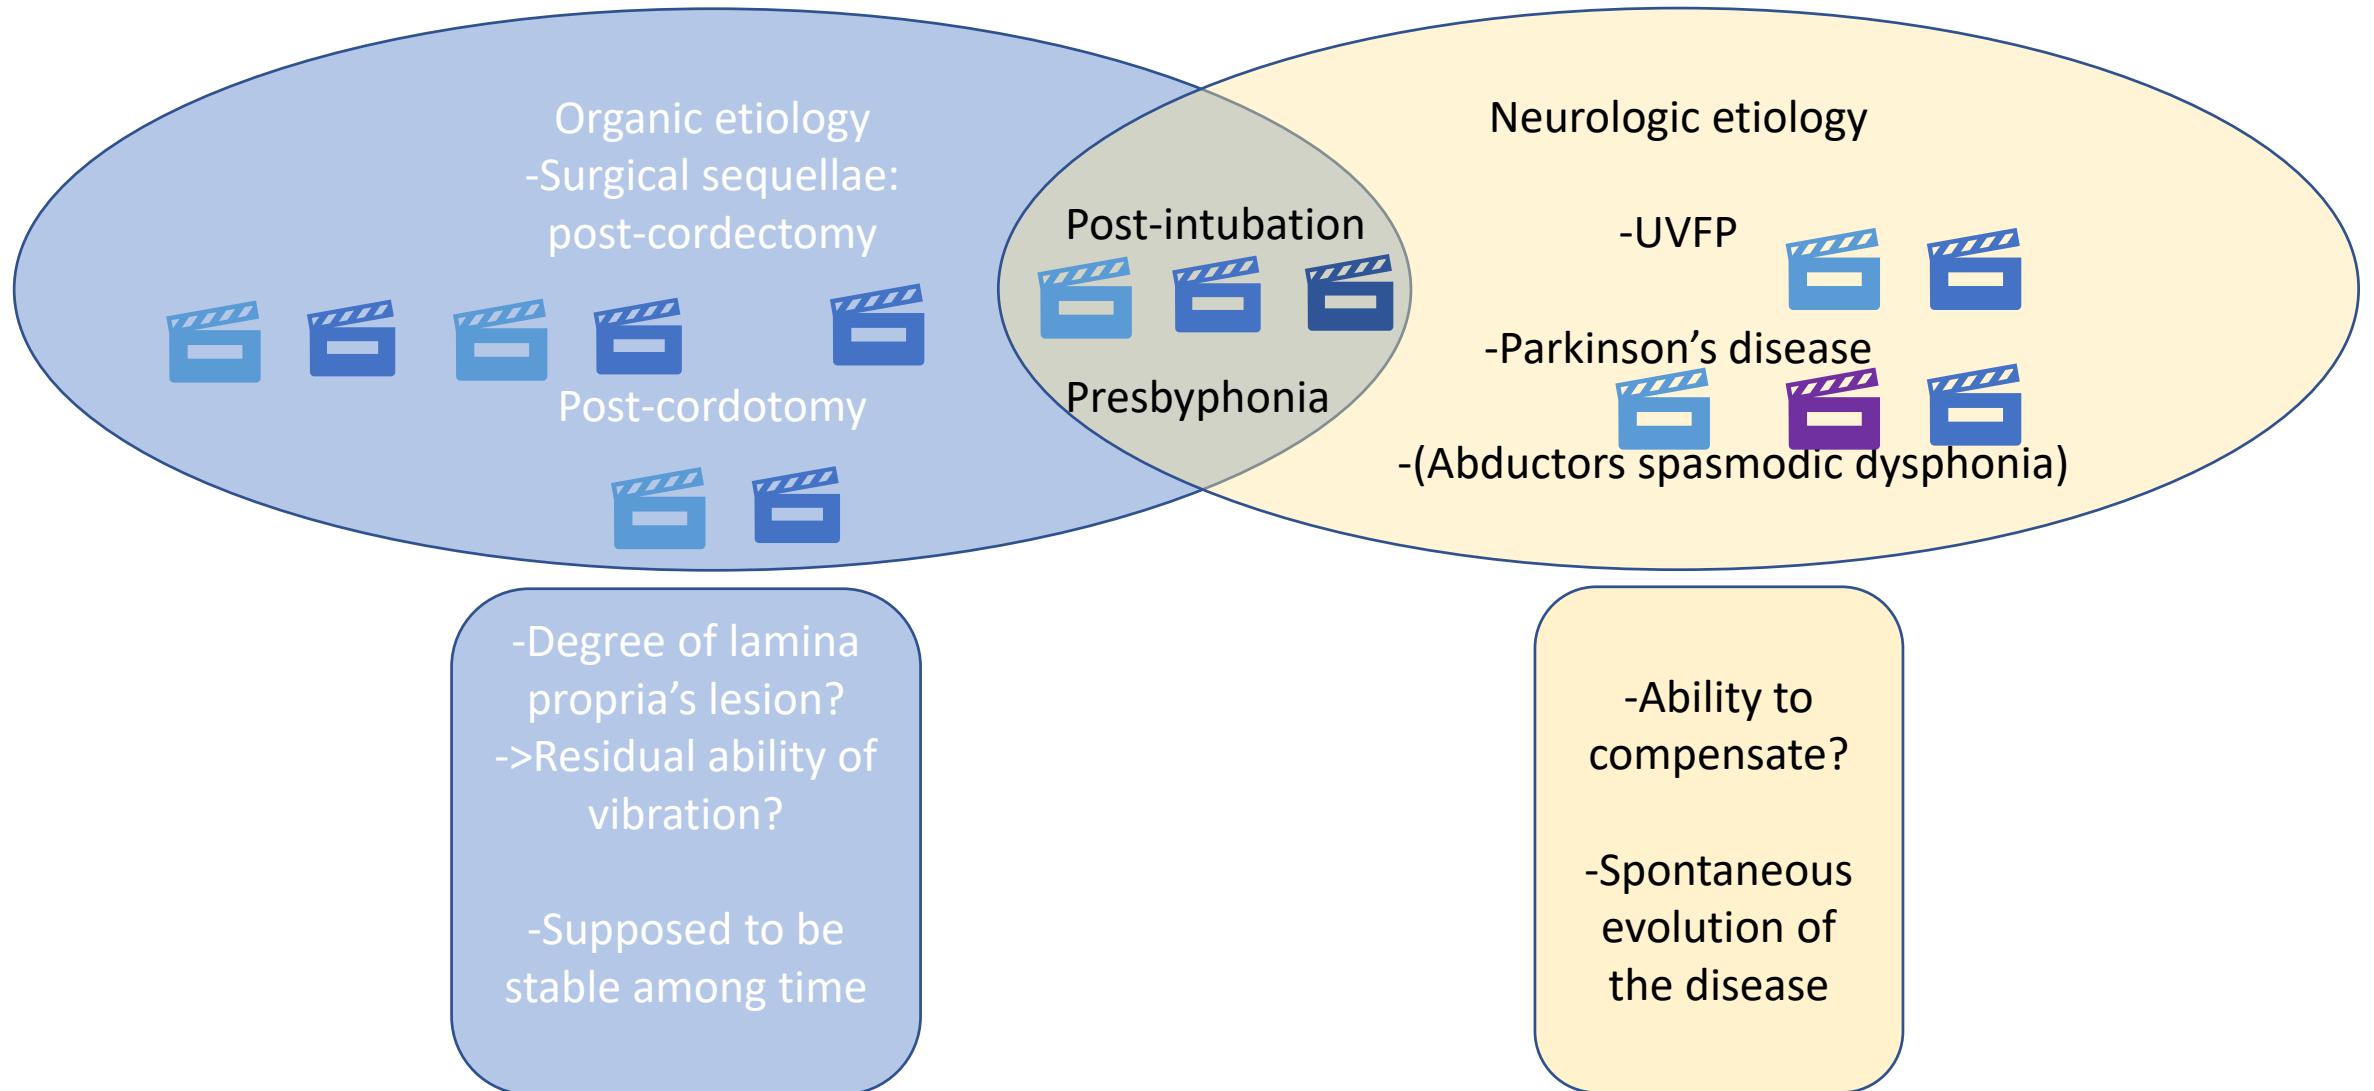 Organic etiology
-Surgical sequellae:
post-cordectomy
Post-cordotomy
Post-intubation
Presbyphonia
Neurologic etiology
-UVFP
-Parkinson’s disease
-(Abductors spasmodic dysphonia)
-Degree of lamina
propria’s lesion?
->Residual ability of
vibration?
-Supposed to be
stable among time
-Ability to
compensate?
-Spontaneous
evolution of
the disease